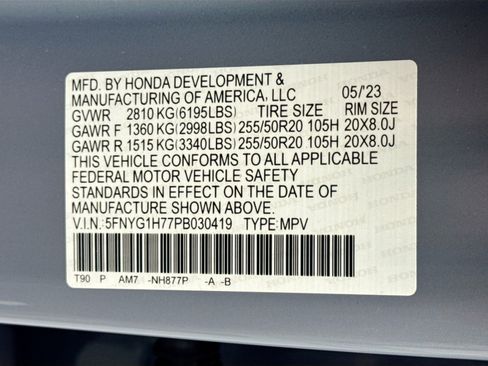 MFD. BY HONDA DEVELOPMENT &
MANUFACTURING OF AMERICA, LLC 05/'23
GVWR 2810 KG(6195LBS) TIRE SIZE RIM SIZE
GAWR F 1360 KG(2998LBS) 255/50R20 105H 20X8.0J
GAWR R 1515 KG(3340LBS) 255/50R20 105H 20X8.0J
THIS VEHICLE CONFORMS TO ALL APPLICABLE
FEDERAL MOTOR VEHICLE SAFETY
STANDARDS IN EFFECT ON THE DATE OF
MANUFACTURE SHOWN ABOVE.
V.I.N.:5FNYG1H77PB030419 TYPE:MPV
T90 P AM7 -NH877P -A -B